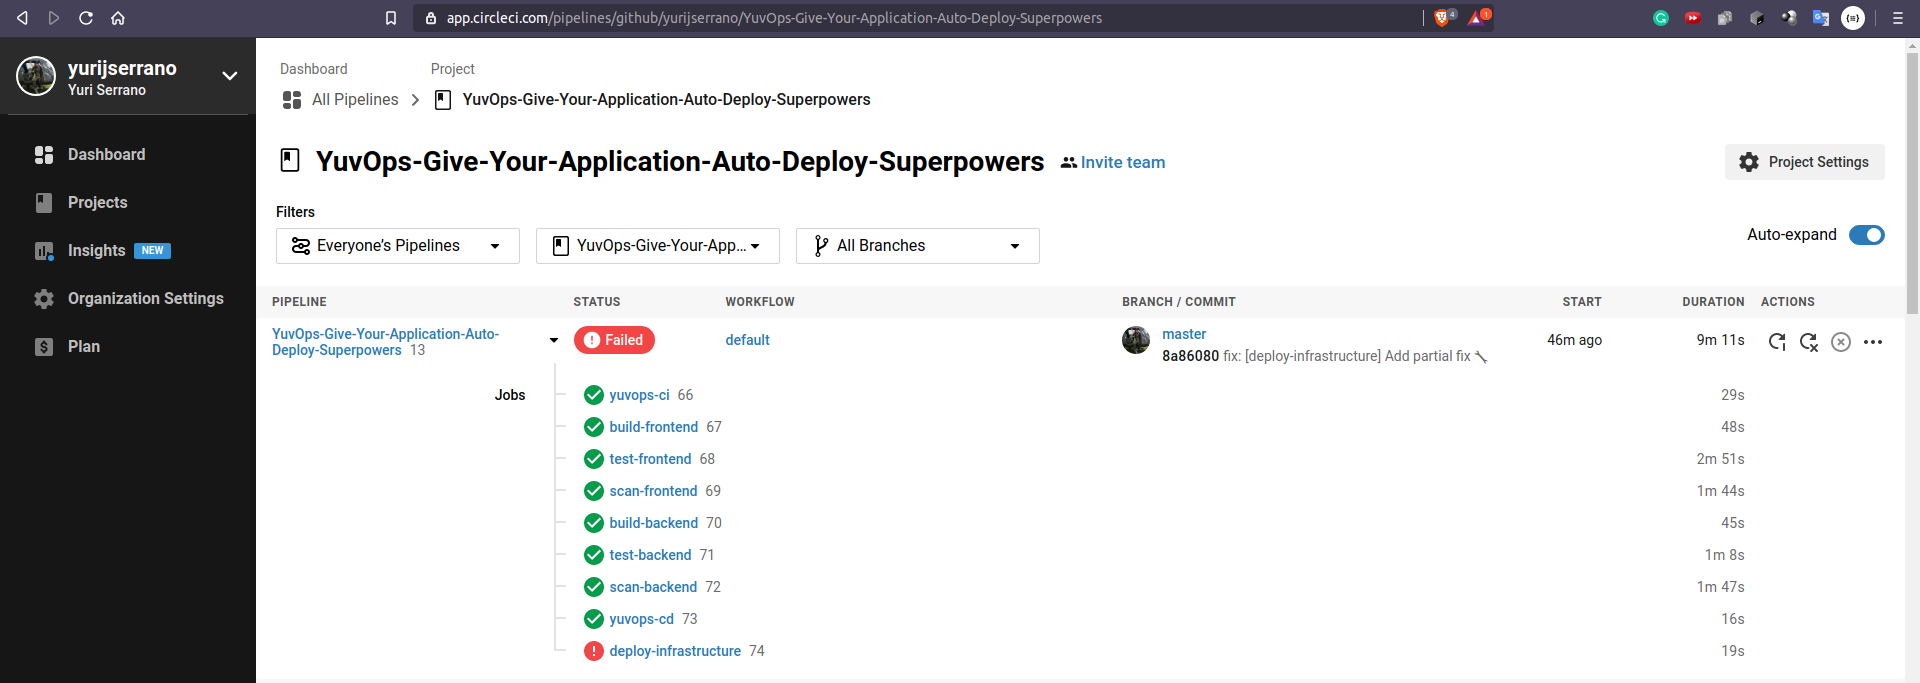 app.circleci.com/pipelines/github/yurijserrano/YuvOps-Give-Your-Application-Auto-Deploy-Superpowers
4
1
yurijserrano
Yuri Serrano
Dashboard
Projects
Insights NEW
Organization Settings
Plan
Dashboard Project
All Pipelines YuvOps-Give-Your-Application-Auto-Deploy-Superpowers
YuvOps-Give-Your-Application-Auto-Deploy-Superpowers Invite team
Project Settings
Filters
Everyone’s Pipelines YuvOps-Give-Your-App... All Branches
Auto-expand
PIPELINE STATUS WORKFLOW BRANCH / COMMIT START DURATION ACTIONS
YuvOps-Give-Your-Application-Auto-
Deploy-Superpowers 13
Failed default master 46m ago 9m 11s
8a86080 fix: [deploy-infrastructure] Add partial fix
Jobs yuvops-ci 66 29s
build-frontend 67 48s
test-frontend 68 2m 51s
scan-frontend 69 1m 44s
build-backend 70 45s
test-backend 71 1m 8s
scan-backend 72 1m 47s
yuvops-cd 73 16s
deploy-infrastructure 74 19s